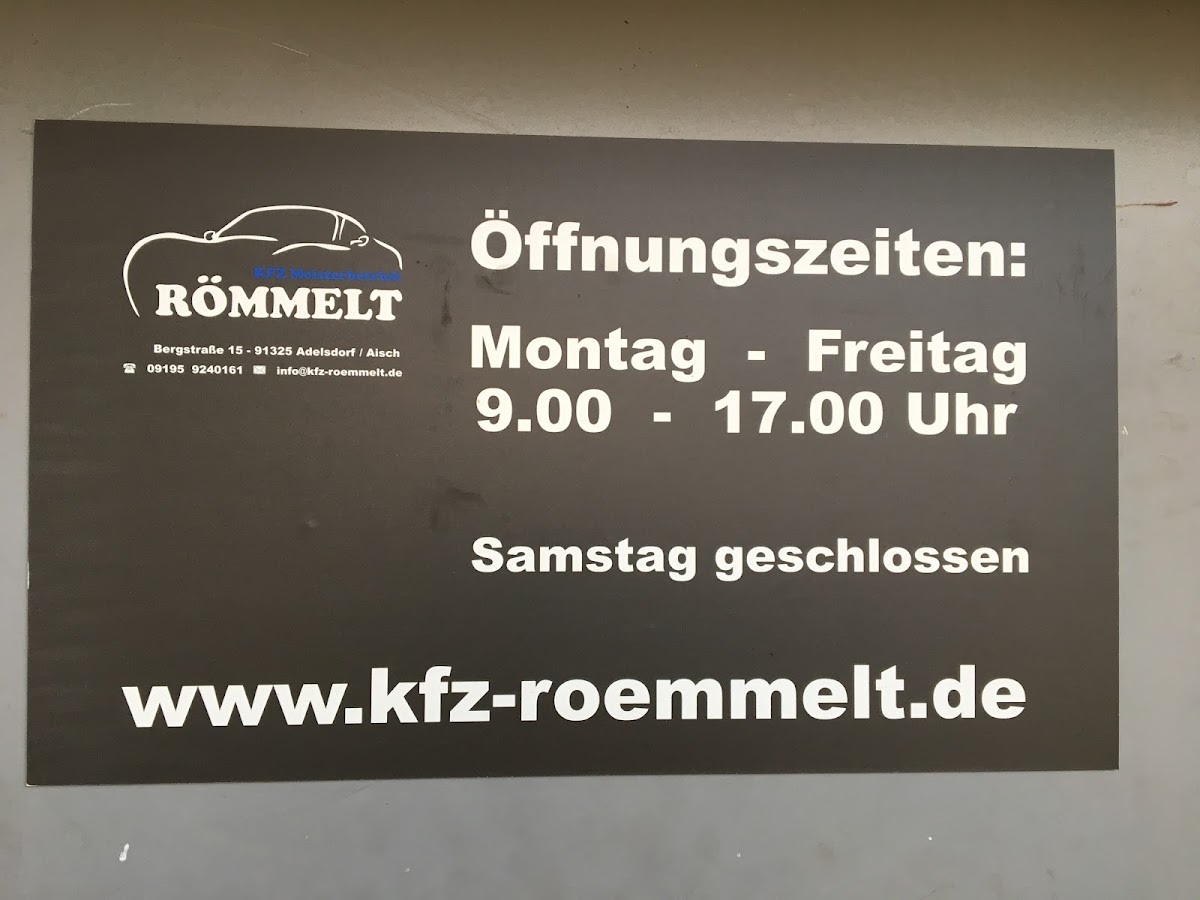 KFZ Meisterbetrieb
RÖMMELT
Bergstraße 15 - 91325 Adelsdorf / Aisch
☎ 09195 9240161 ✉ info@kfz-roemmelt.de
Öffnungszeiten:
Montag - Freitag
9.00 - 17.00 Uhr
Samstag geschlossen
www.kfz-roemmelt.de